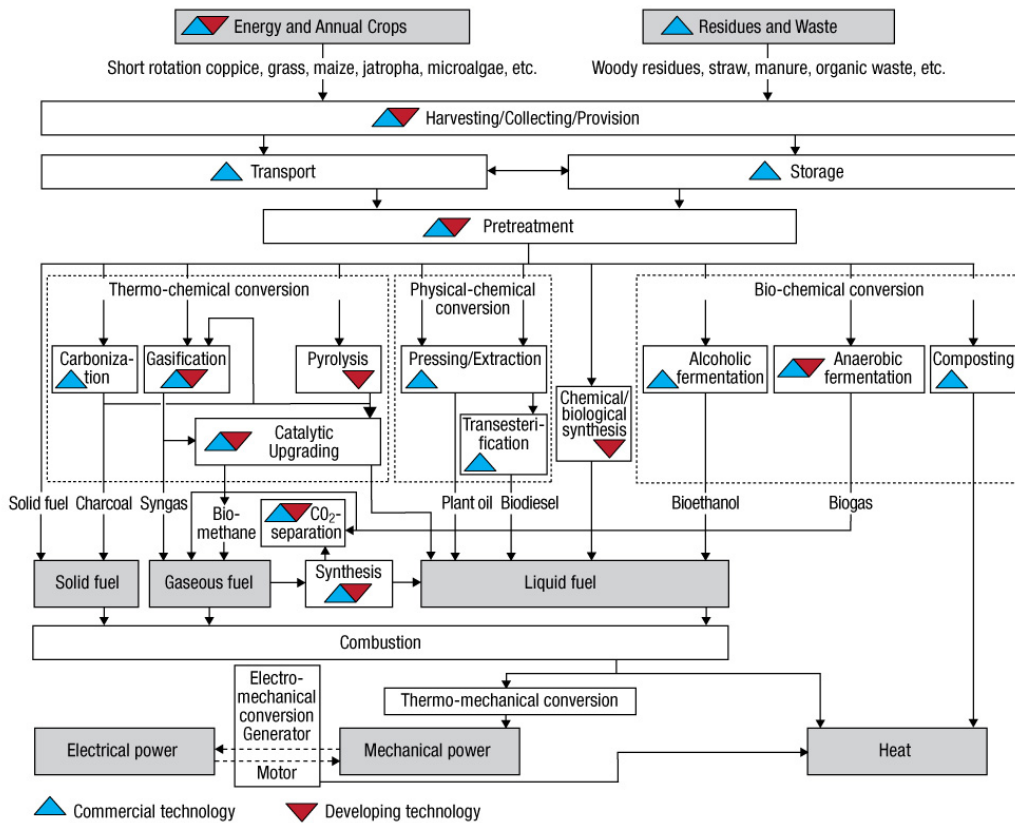 Energy and Annual Crops
Residues and Waste
Short rotation coppice, grass, maize, jatropha, microalgae, etc.
Woody residues, straw, manure, organic waste, etc.
Harvesting/Collecting/Provision
Transport
Storage
Pretreatment
Thermo-chemical conversion
Physical-chemical
conversion
Bio-chemical conversion
Carboniza-
tion
Gasification
Pyrolysis
Pressing/Extraction
Alcoholic
fermentation
Anaerobic
fermentation
Composting
Chemical/
biological
synthesis
Catalytic
Upgrading
Transesteri-
fication
Solid fuel
Charcoal
Syngas
Bio-
methane
CO2-
separation
Plant oil
Biodiesel
Bioethanol
Biogas
Solid fuel
Gaseous fuel
Synthesis
Liquid fuel
Combustion
Electro-
mechanical
conversion
Generator
Thermo-mechanical conversion
Electrical power
Mechanical power
Heat
Motor
Commercial technology
Developing technology